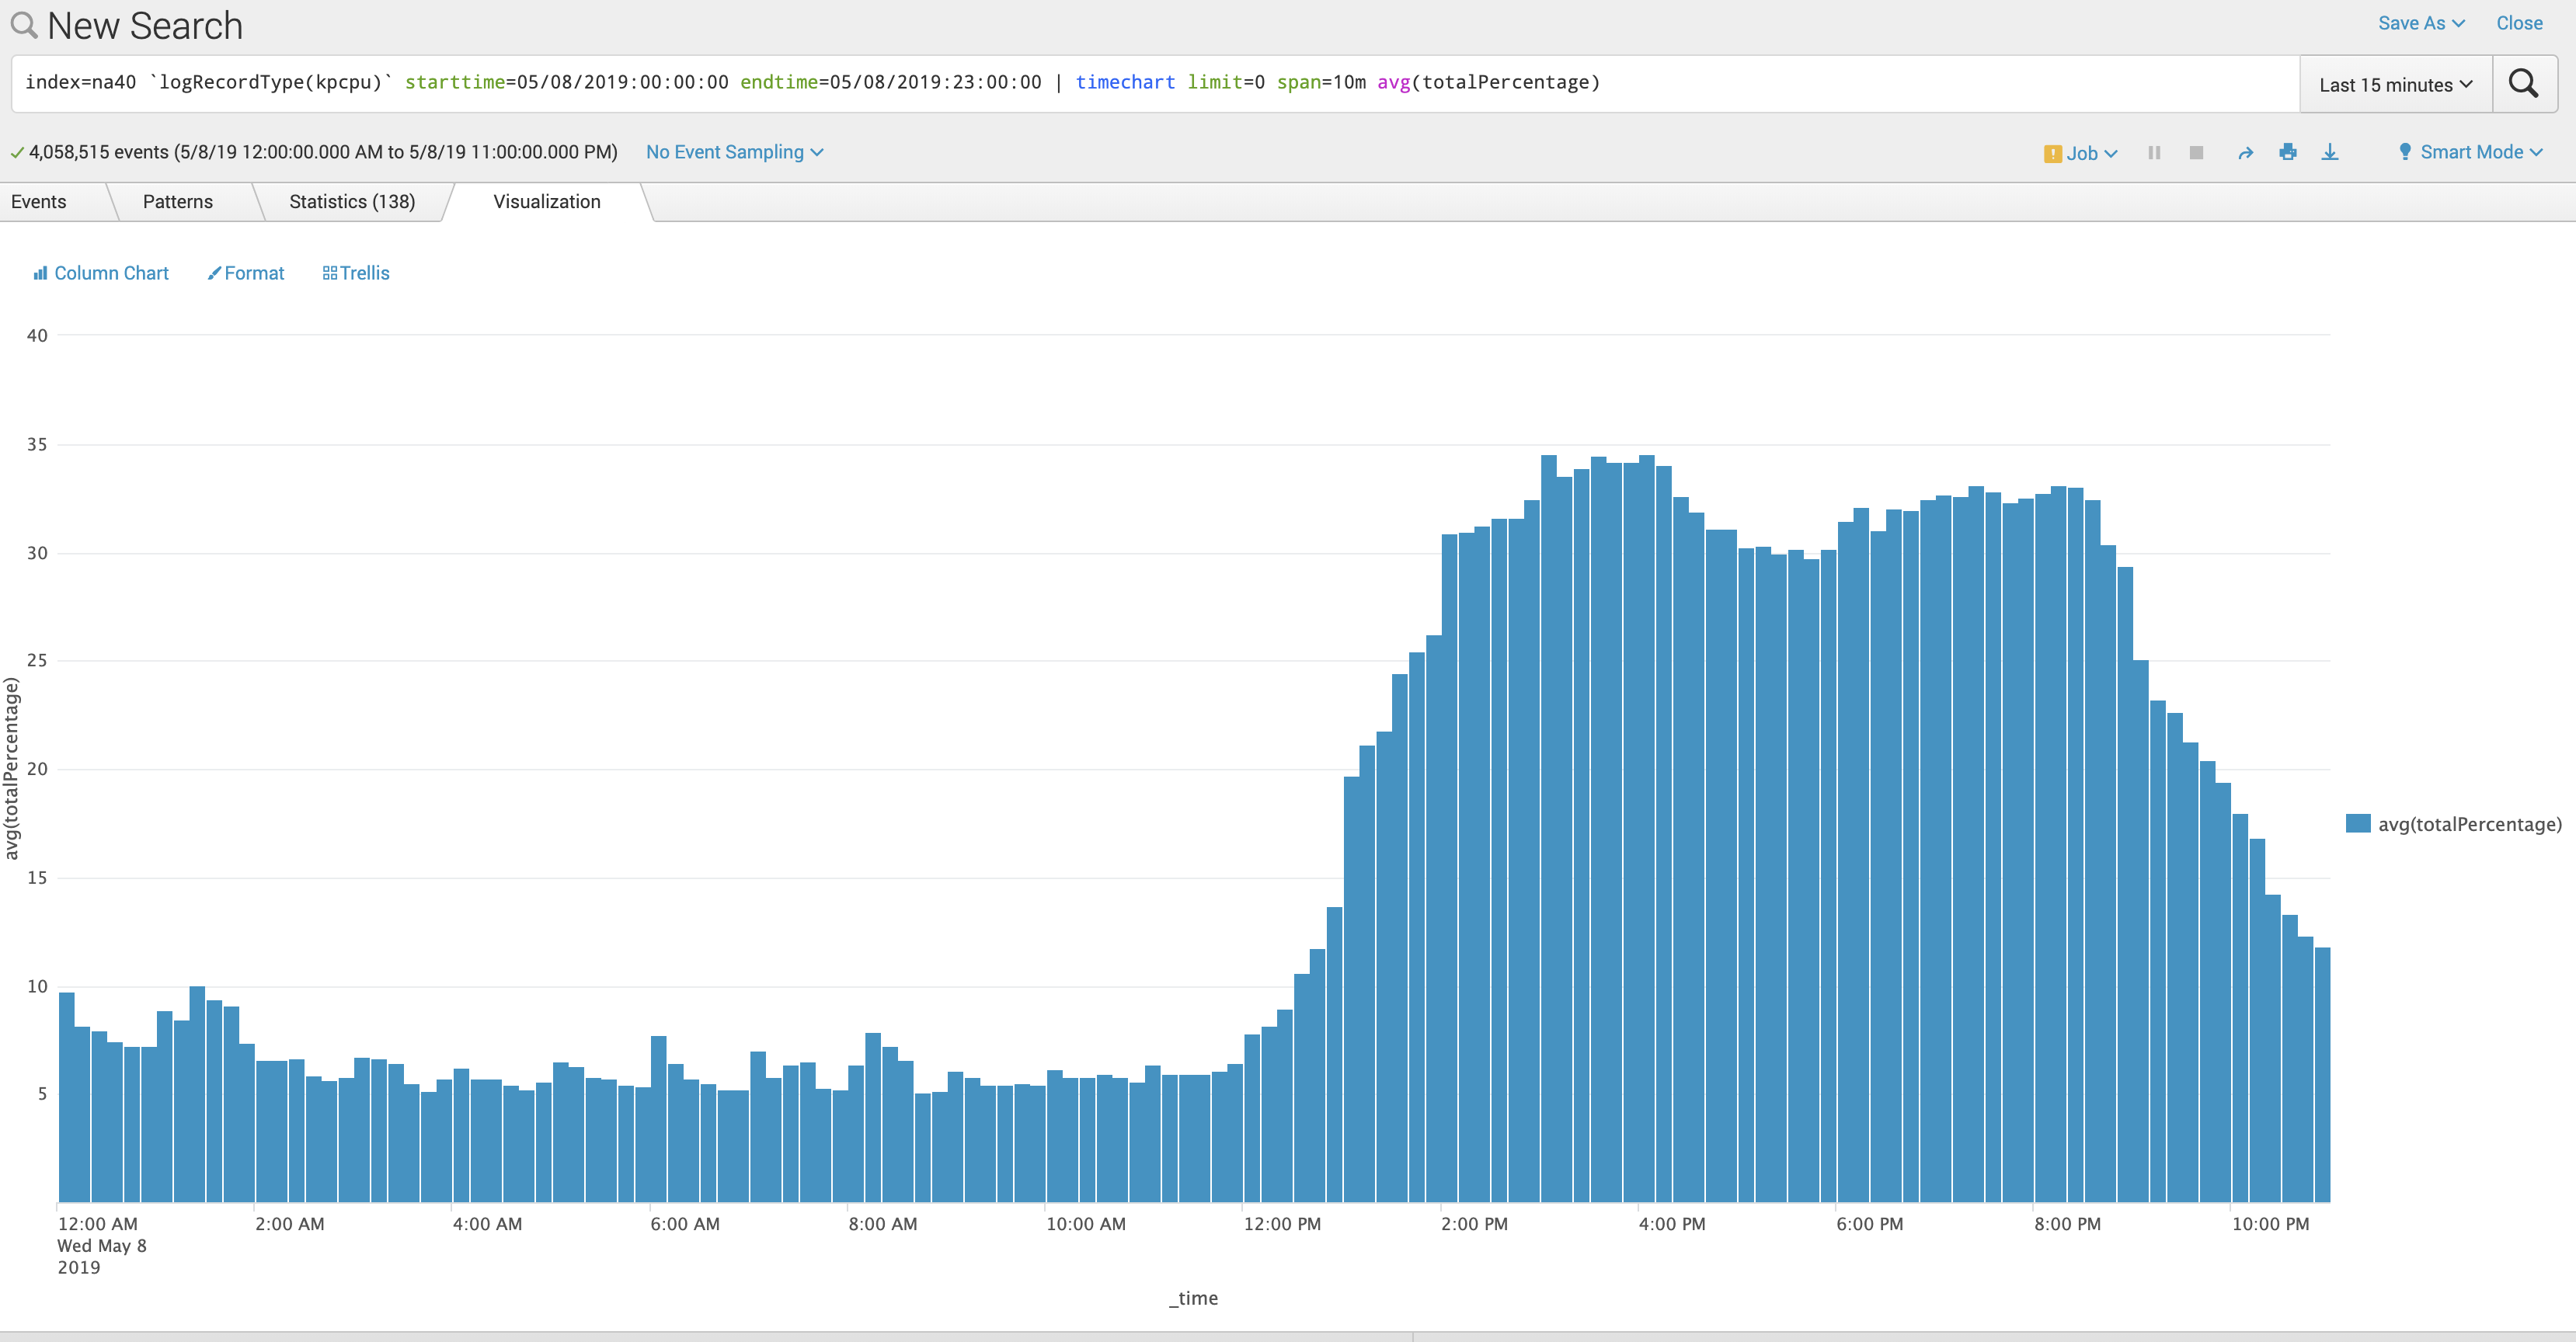 New Search
Save As
Close
index=na40 `logRecordType(kpcpu)` starttime=05/08/2019:00:00:00 endtime=05/08/2019:23:00:00 | timechart limit=0 span=10m avg(totalPercentage)
Last 15 minutes
4,058,515 events (5/8/19 12:00:00.000 AM to 5/8/19 11:00:00.000 PM)
No Event Sampling
Job
Smart Mode
Events
Patterns
Statistics (138)
Visualization
Column Chart
Format
Trellis
40
35
30
25
20
15
10
5
avg(totalPercentage)
avg(totalPercentage)
12:00 AM
Wed May 8
2019
2:00 AM
4:00 AM
6:00 AM
8:00 AM
10:00 AM
12:00 PM
2:00 PM
4:00 PM
6:00 PM
8:00 PM
10:00 PM
_time